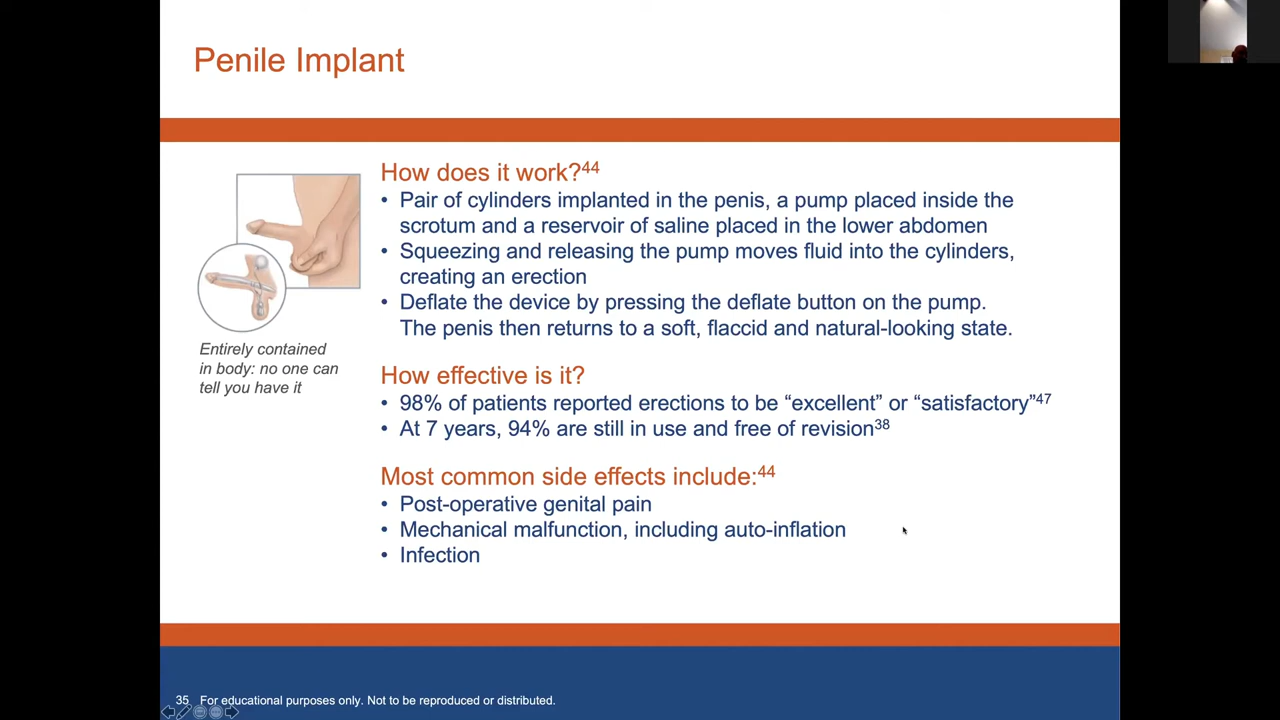 Penile Implant
How does it work?44
• Pair of cylinders implanted in the penis, a pump placed inside the
scrotum and a reservoir of saline placed in the lower abdomen
• Squeezing and releasing the pump moves fluid into the cylinders,
creating an erection
• Deflate the device by pressing the deflate button on the pump.
The penis then returns to a soft, flaccid and natural-looking state.
Entirely contained
in body: no one can
tell you have it
How effective is it?
• 98% of patients reported erections to be “excellent” or “satisfactory”47
• At 7 years, 94% are still in use and free of revision38
Most common side effects include:44
• Post-operative genital pain
• Mechanical malfunction, including auto-inflation
• Infection
35 For educational purposes only. Not to be reproduced or distributed.